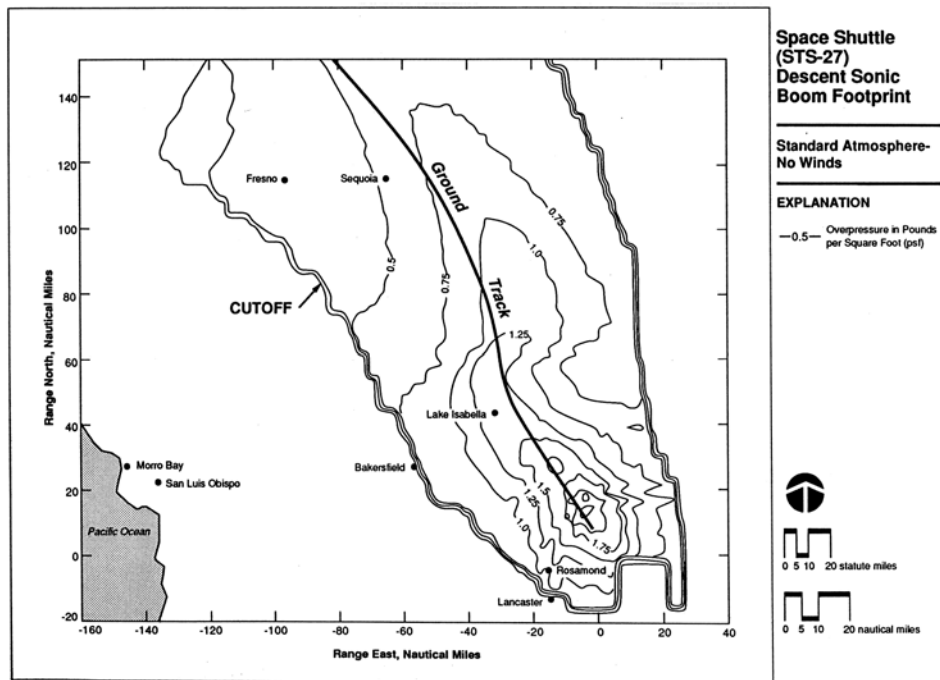 Space Shuttle
(STS-27)
Descent Sonic
Boom Footprint
Standard Atmosphere-
No Winds
EXPLANATION
—0.5— Overpressure in Pounds
per Square Foot (psf)
0 5 10 20 statute miles
0 5 10 20 nautical miles
Range North, Nautical Miles
140
120
100
80
60
40
20
0
-20
-160 -140 -120 -100 -80 -60 -40 -20 0 20 40
Range East, Nautical Miles
Fresno
Sequoia
Ground
Track
0.75
1.0
0.5
0.75
CUTOFF
1.25
Lake Isabella
Bakersfield
Morro Bay
San Luis Obispo
Pacific Ocean
1.5
1.25
1.0
1.75
Rosamond
Lancaster